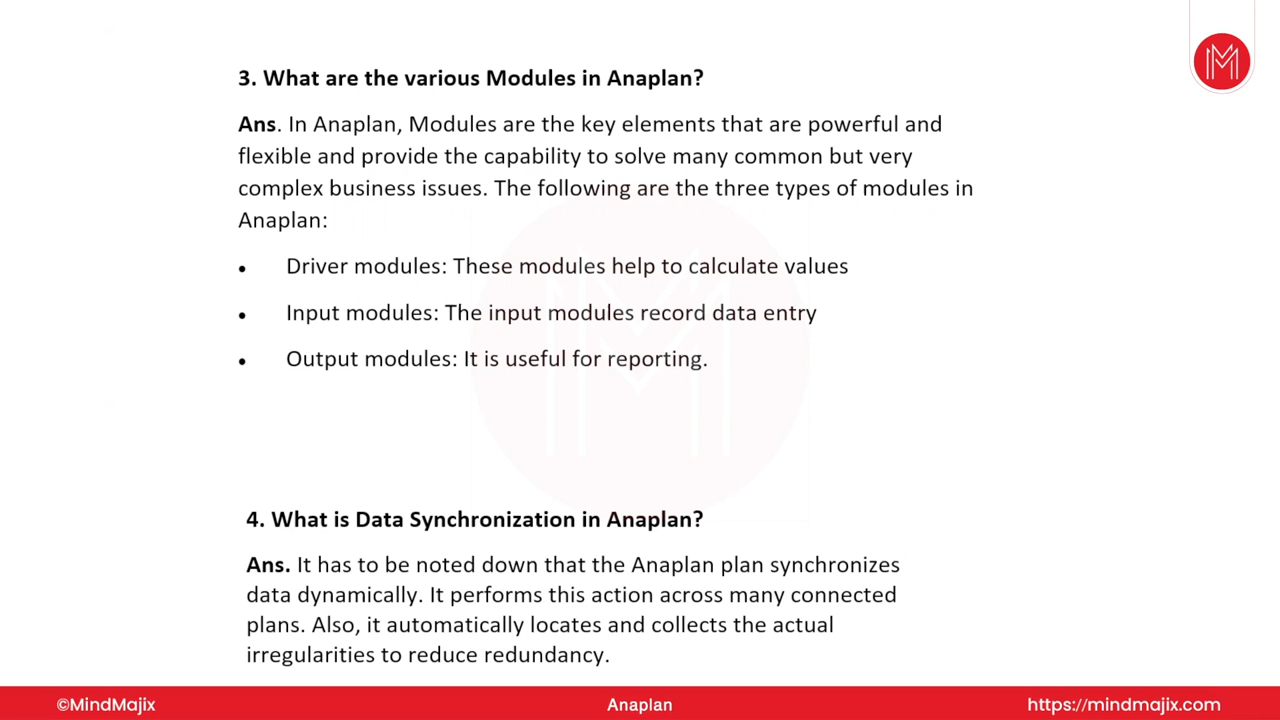 3. What are the various Modules in Anaplan?
Ans. In Anaplan, Modules are the key elements that are powerful and
flexible and provide the capability to solve many common but very
complex business issues. The following are the three types of modules in
Anaplan:
• Driver modules: These modules help to calculate values
• Input modules: The input modules record data entry
• Output modules: It is useful for reporting.
4. What is Data Synchronization in Anaplan?
Ans. It has to be noted down that the Anaplan plan synchronizes
data dynamically. It performs this action across many connected
plans. Also, it automatically locates and collects the actual
irregularities to reduce redundancy.
©MindMajix Anaplan https://mindmajix.com